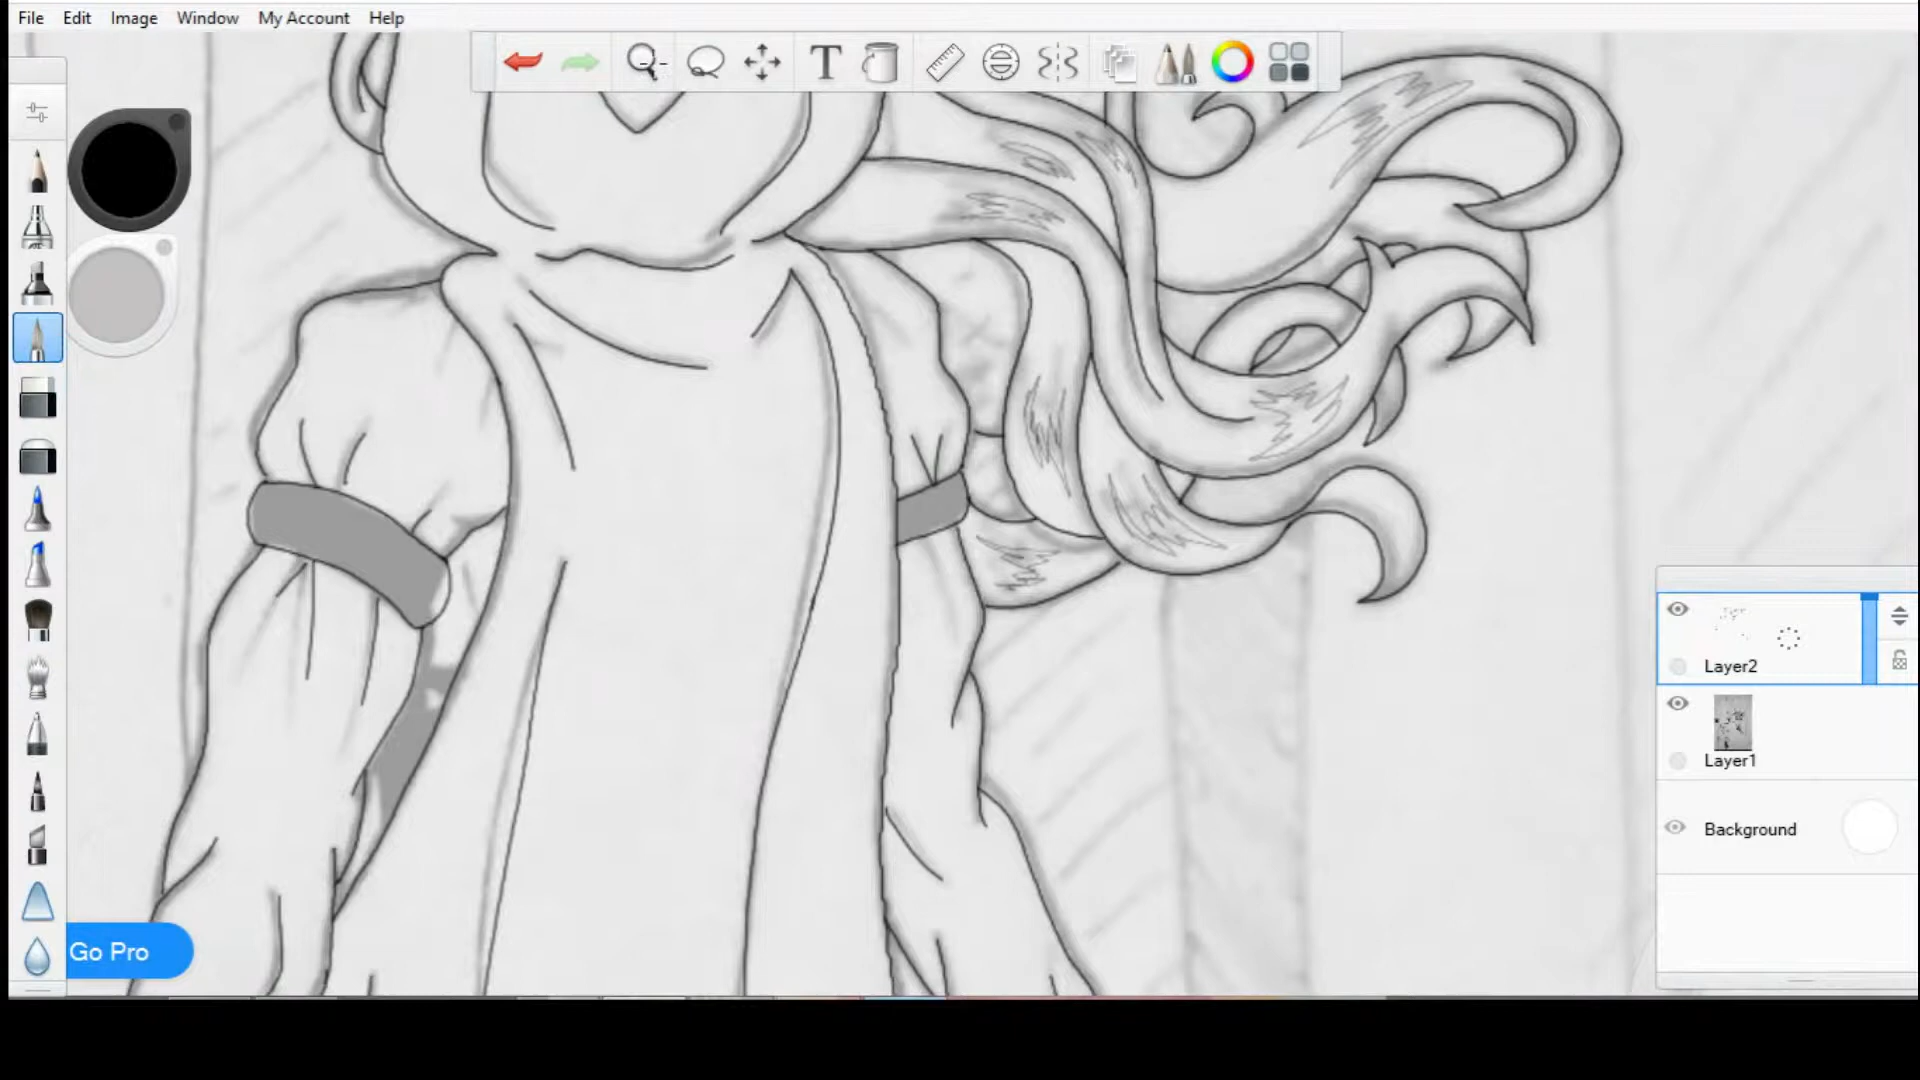 File Edit Image Window My Account Help
T
Layer2
Layer1
Background
Go Pro